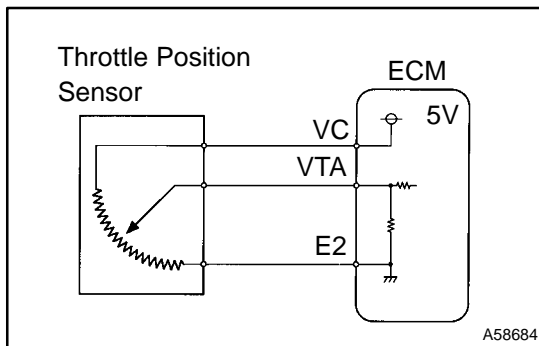 Throttle Position
Sensor
ECM
5V
VC
VTA
E2
A58684